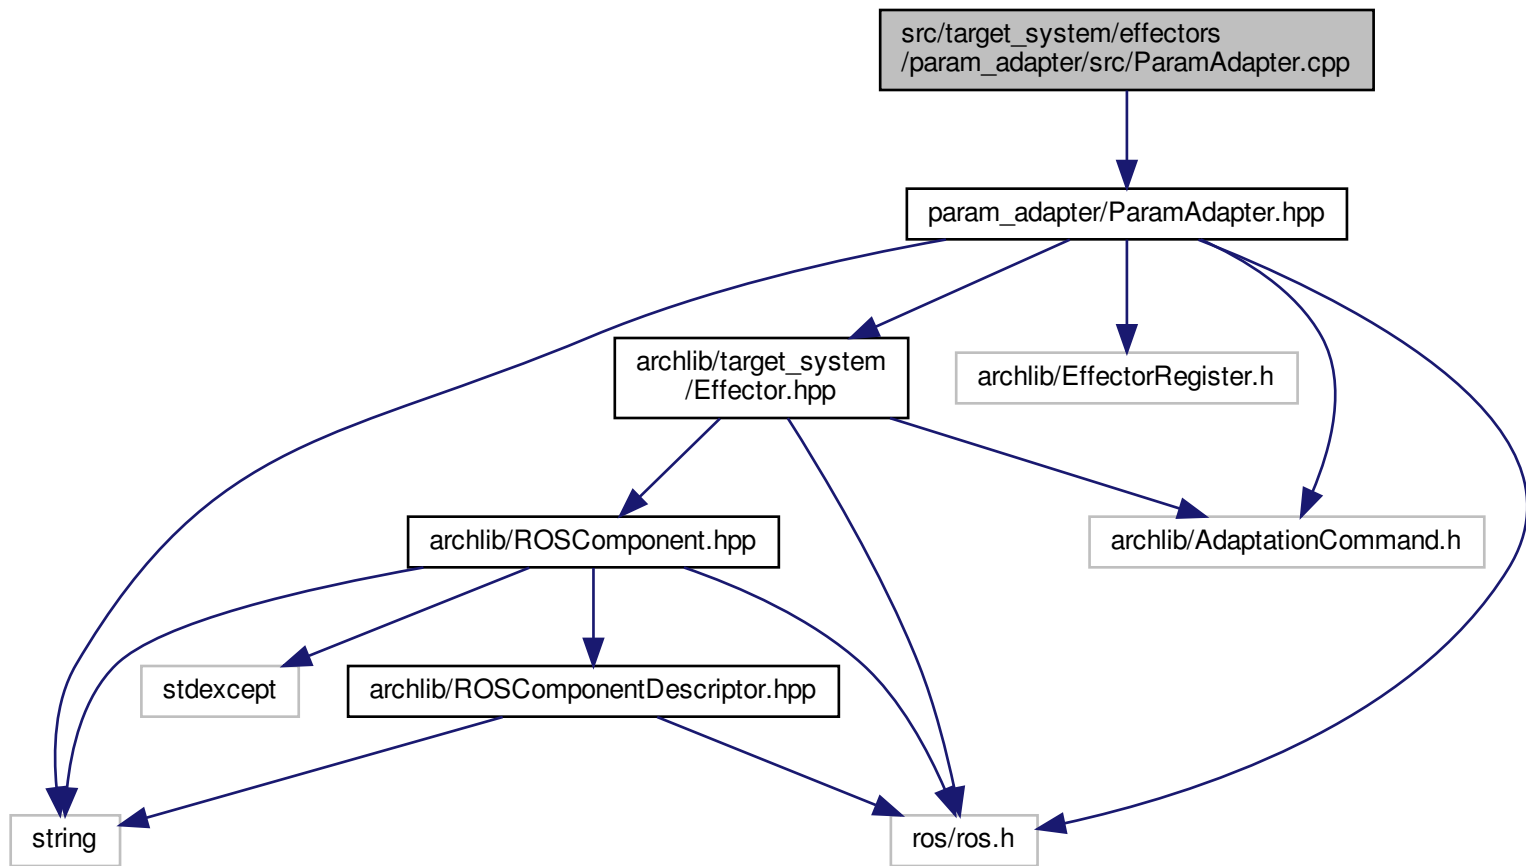 src/target_system/effectors
/param_adapter/src/ParamAdapter.cpp
param_adapter/ParamAdapter.hpp
archlib/target_system
/Effector.hpp
archlib/EffectorRegister.h
archlib/ROSComponent.hpp
archlib/AdaptationCommand.h
stdexcept
archlib/ROSComponentDescriptor.hpp
string
ros/ros.h